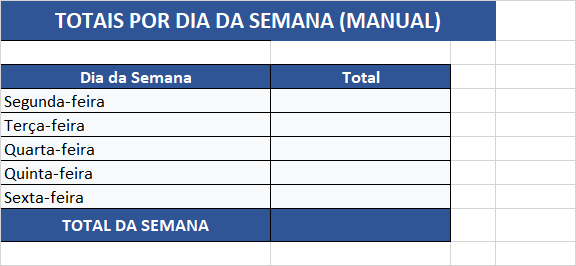 TOTAIS POR DIA DA SEMANA (MANUAL)
Dia da Semana Total
Segunda-feira
Terça-feira
Quarta-feira
Quinta-feira
Sexta-feira
TOTAL DA SEMANA